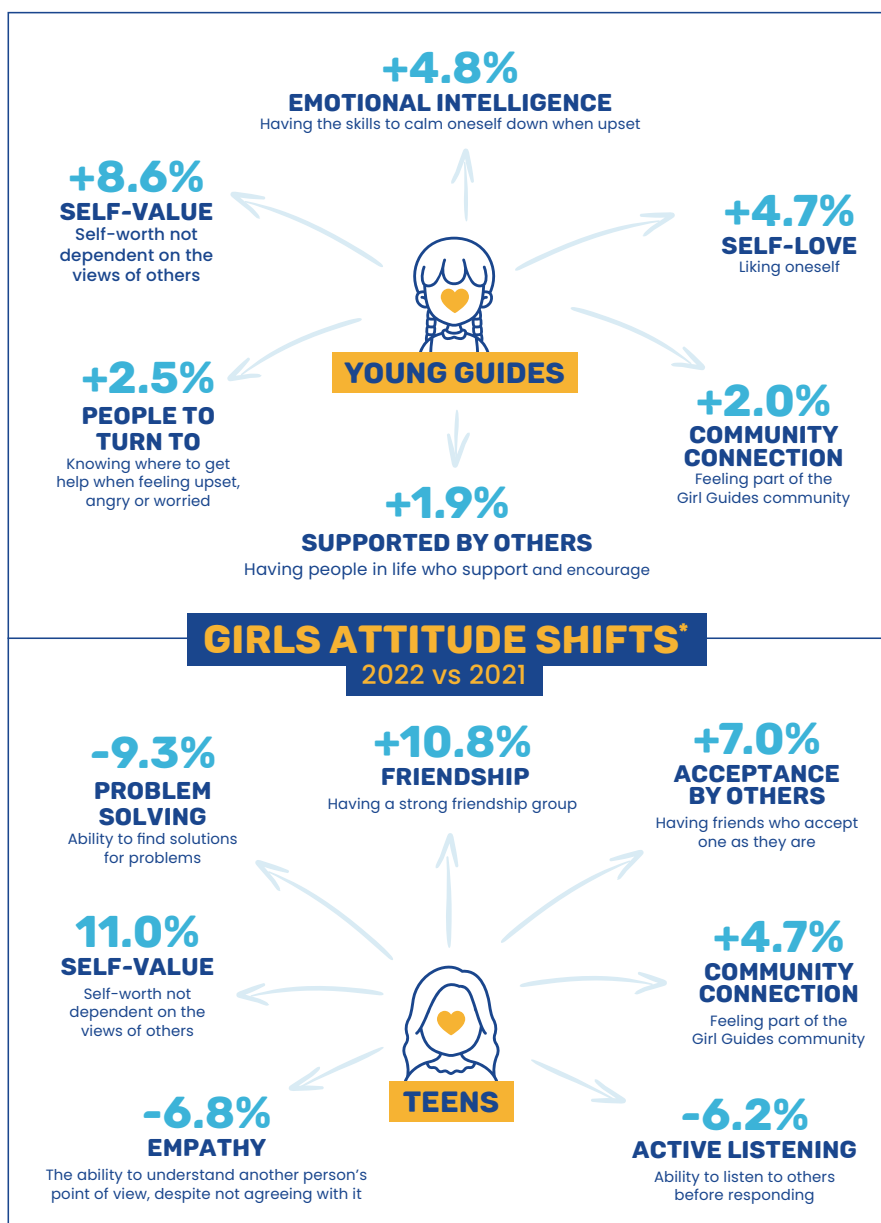 +4.8%
EMOTIONAL INTELLIGENCE
Having the skills to calm oneself down when upset
+8.6%
SELF-VALUE
Self-worth not
dependent on the
views of others
+4.7%
SELF-LOVE
Liking oneself
YOUNG GUIDES
+2.5%
PEOPLE TO
TURN TO
Knowing where to get
help when feeling upset,
angry or worried
+2.0%
COMMUNITY
CONNECTION
Feeling part of the
Girl Guides community
+1.9%
SUPPORTED BY OTHERS
Having people in life who support and encourage
GIRLS ATTITUDE SHIFTS*
2022 vs 2021
-9.3%
PROBLEM
SOLVING
Ability to find solutions
for problems
+10.8%
FRIENDSHIP
Having a strong friendship group
+7.0%
ACCEPTANCE
BY OTHERS
Having friends who accept
one as they are
11.0%
SELF-VALUE
Self-worth not
dependent on the
views of others
+4.7%
COMMUNITY
CONNECTION
Feeling part of the
Girl Guides community
TEENS
-6.8%
EMPATHY
The ability to understand another person's
point of view, despite not agreeing with it
-6.2%
ACTIVE LISTENING
Ability to listen to others
before responding